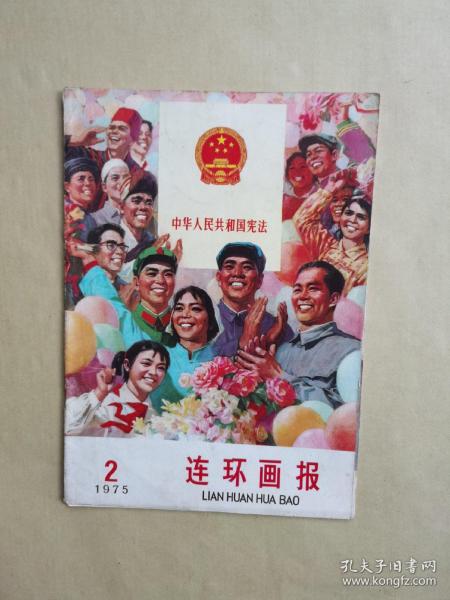 中华人民共和国宪法
2
1975
连环画报
LIAN HUAN HUA BAO
孔夫子旧书网
www.kongfz.com